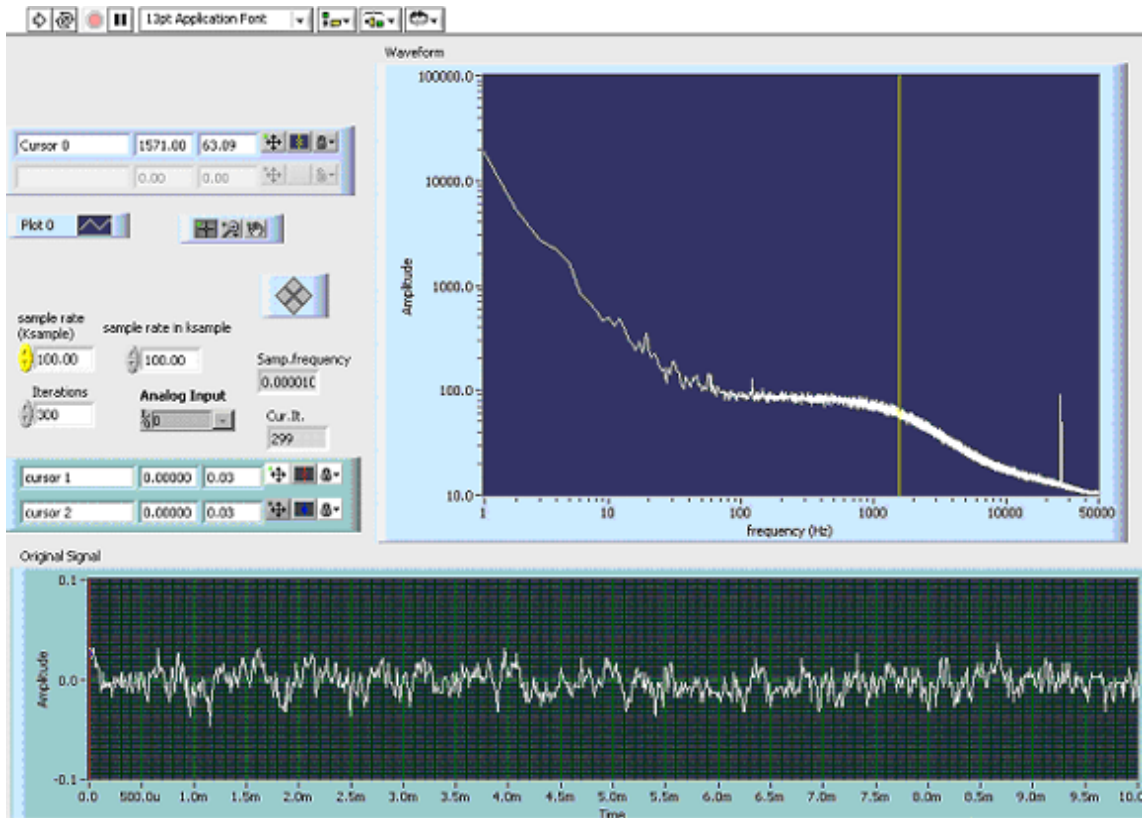 13pt Application Font
Waveform
Cursor 0 1571.00 63.09
0.00 0.00
Plot 0
sample rate
(Ksample)
100.00
sample rate in ksample
100.00
Samp.frequency
0.00001
Iterations
300
Analog Input
0
Cur.It.
299
cursor 1 0.00000 0.03
cursor 2 0.00000 0.03
100000.0
10000.0
1000.0
100.0
10.0
Amplitude
1 10 100 1000 10000 50000
frequency (Hz)
Original Signal
0.1
0.0
-0.1
Amplitude
0.0 500.0u 1.0m 1.5m 2.0m 2.5m 3.0m 3.5m 4.0m 4.5m 5.0m 5.5m 6.0m 6.5m 7.0m 7.5m 8.0m 8.5m 9.0m 9.5m 10.0
Time